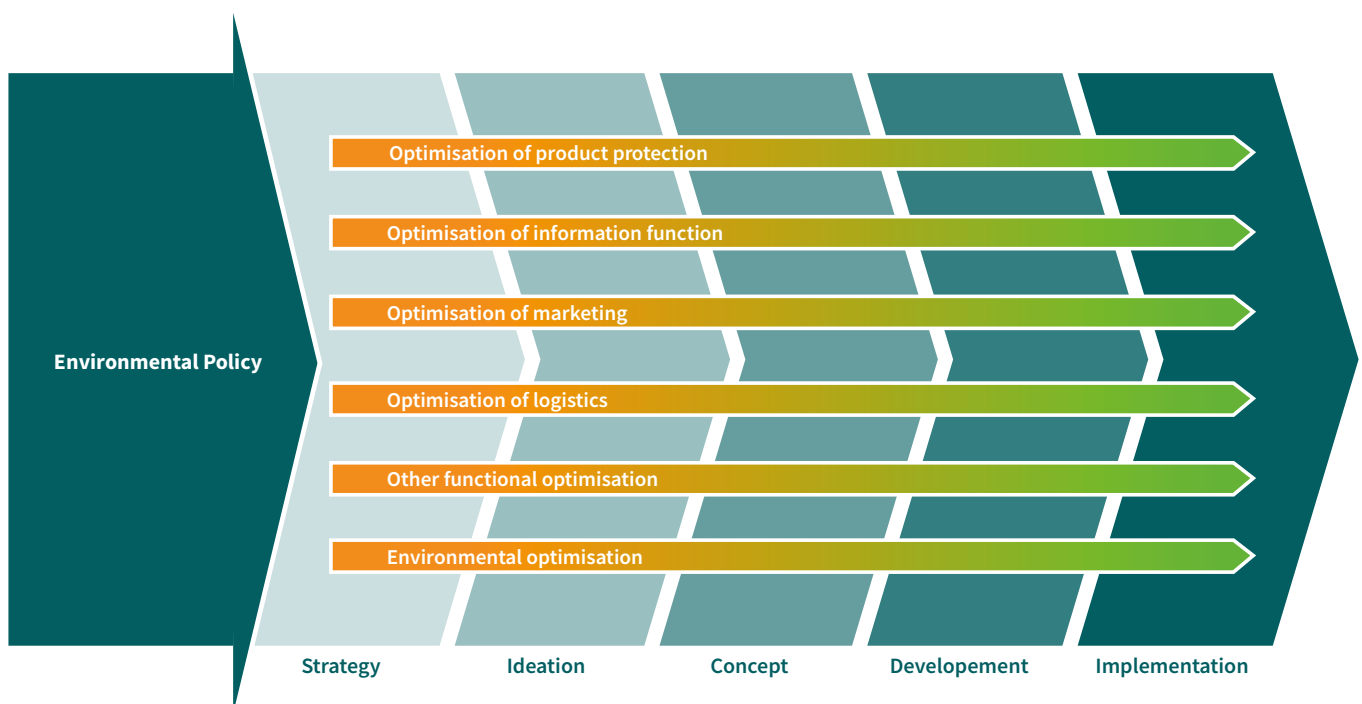 Optimisation of product protection
Optimisation of information function
Optimisation of marketing
Environmental Policy
Optimisation of logistics
Other functional optimisation
Environmental optimisation
Strategy
Ideation
Concept
Developement
Implementation